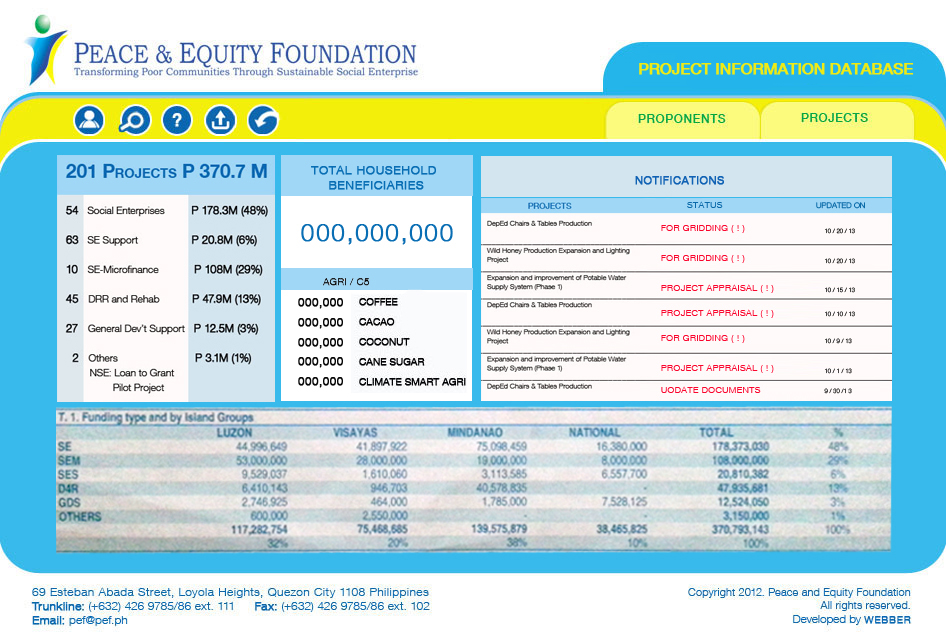 PEACE & EQUITY FOUNDATION
Transforming Poor Communities Through Sustainable Social Enterprise
PROJECT INFORMATION DATABASE
?
PROPONENTS
PROJECTS
201 PROJECTS P 370.7 M
54 Social Enterprises P 178.3M (48%)
63 SE Support P 20.8M (6%)
10 SE-Microfinance P 108M (29%)
45 DRR and Rehab P 47.9M (13%)
27 General Dev't Support P 12.5M (3%)
2 Others P 3.1M (1%)
NSE: Loan to Grant
Pilot Project
TOTAL HOUSEHOLD
BENEFICIARIES
000,000,000
AGRI / C5
000,000 COFFEE
000,000 CACAO
000,000 COCONUT
000,000 CANE SUGAR
000,000 CLIMATE SMART AGRI
NOTIFICATIONS
PROJECTS STATUS UPDATED ON
DepEd Chairs & Tables Production FOR GRIDDING ( ! ) 10 / 20 / 13
Wild Honey Production Expansion and Lighting
Project FOR GRIDDING ( ! ) 10 / 20 / 13
Expansion and improvement of Potable Water
Supply System (Phase 1) PROJECT APPRAISAL ( ! ) 10 / 15 / 13
DepEd Chairs & Tables Production PROJECT APPRAISAL ( ! ) 10 / 10 / 13
Wild Honey Production Expansion and Lighting
Project FOR GRIDDING ( ! ) 10 / 9 / 13
Expansion and improvement of Potable Water
Supply System (Phase 1) PROJECT APPRAISAL ( ! ) 10 / 1 / 13
DepEd Chairs & Tables Production UODATE DOCUMENTS 9 / 30 /13
T. 1. Funding type and by Island Groups
LUZON VISAYAS MINDANAO NATIONAL TOTAL %
SE 44,996,649 41,897,922 75,098,459 16,380,000 178,373,030 48%
SEM 53,000,000 28,000,000 19,000,000 8,000,000 108,000,000 29%
SES 9,529,037 1,610,060 3,113,585 6,557,700 20,810,382 6%
D4R 6,410,143 946,703 40,578,835 - 47,935,681 13%
GDS 2,746,925 464,000 1,785,000 7,528,125 12,524,050 3%
OTHERS 600,000 2,550,000 - - 3,150,000 1%
117,282,754 75,468,685 139,575,879 38,465,825 370,793,143 100%
32% 20% 38% 10% 100%
69 Esteban Abada Street, Loyola Heights, Quezon City 1108 Philippines
Trunkline: (+632) 426 9785/86 ext. 111 Fax: (+632) 426 9785/86 ext. 102
Email: pef@pef.ph
Copyright 2012. Peace and Equity Foundation
All rights reserved.
Developed by WEBBER